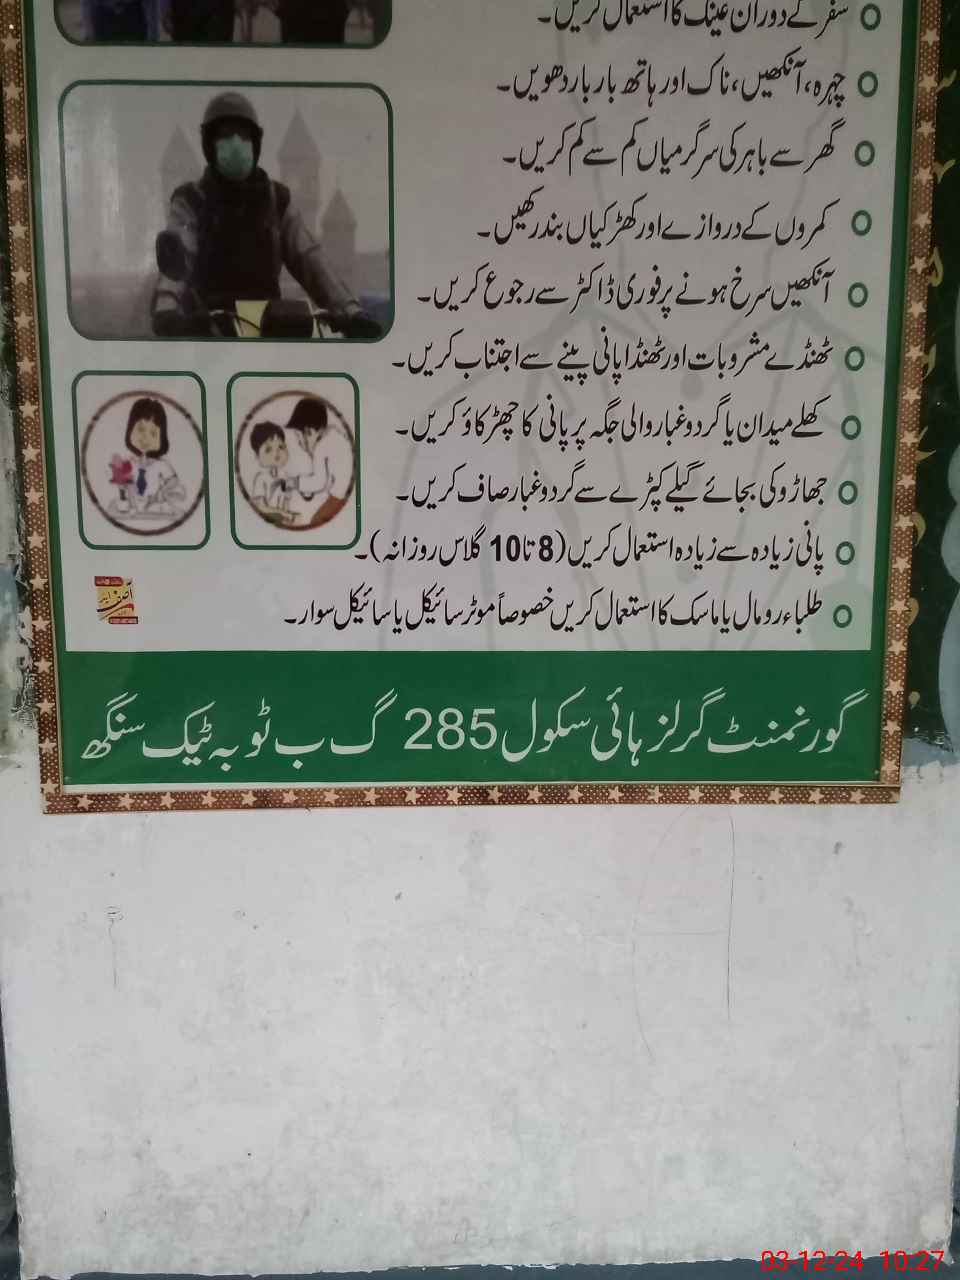 سفر کے دوران عینک کا استعمال کریں۔
چہرہ، آنکھیں، ناک اور ہاتھ بار بار دھویں۔
گھر سے باہر کی سرگرمیاں کم سے کم کریں۔
کمروں کے دروازے اور کھڑکیاں بند رکھیں۔
آنکھیں سرخ ہونے پر فوری ڈاکٹر سے رجوع کریں۔
ٹھنڈے مشروبات اور ٹھنڈا پانی پینے سے اجتناب کریں۔
کھلے میدان یا گردوغبار والی جگہ پر پانی کا چھڑکاؤ کریں۔
جھاڑو کی بجائے گیلے کپڑے سے گردوغبار صاف کریں۔
پانی زیادہ سے زیادہ استعمال کریں (8 تا 10 گلاس روزانہ)۔
طلباء رومال یا ماسک کا استعمال کریں خصوصاً موٹر سائیکل یا سائیکل سوار۔
آصف
گورنمنٹ گرلز ہائی سکول 285 گ ب ٹوبہ ٹیک سنگھ
03-12-24 10:27